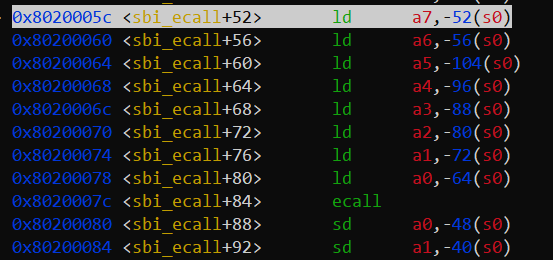 0x8020005c <sbi_ecall+52> ld a7,-52(s0)
0x80200060 <sbi_ecall+56> ld a6,-56(s0)
0x80200064 <sbi_ecall+60> ld a5,-104(s0)
0x80200068 <sbi_ecall+64> ld a4,-96(s0)
0x8020006c <sbi_ecall+68> ld a3,-88(s0)
0x80200070 <sbi_ecall+72> ld a2,-80(s0)
0x80200074 <sbi_ecall+76> ld a1,-72(s0)
0x80200078 <sbi_ecall+80> ld a0,-64(s0)
0x8020007c <sbi_ecall+84> ecall
0x80200080 <sbi_ecall+88> sd a0,-48(s0)
0x80200084 <sbi_ecall+92> sd a1,-40(s0)